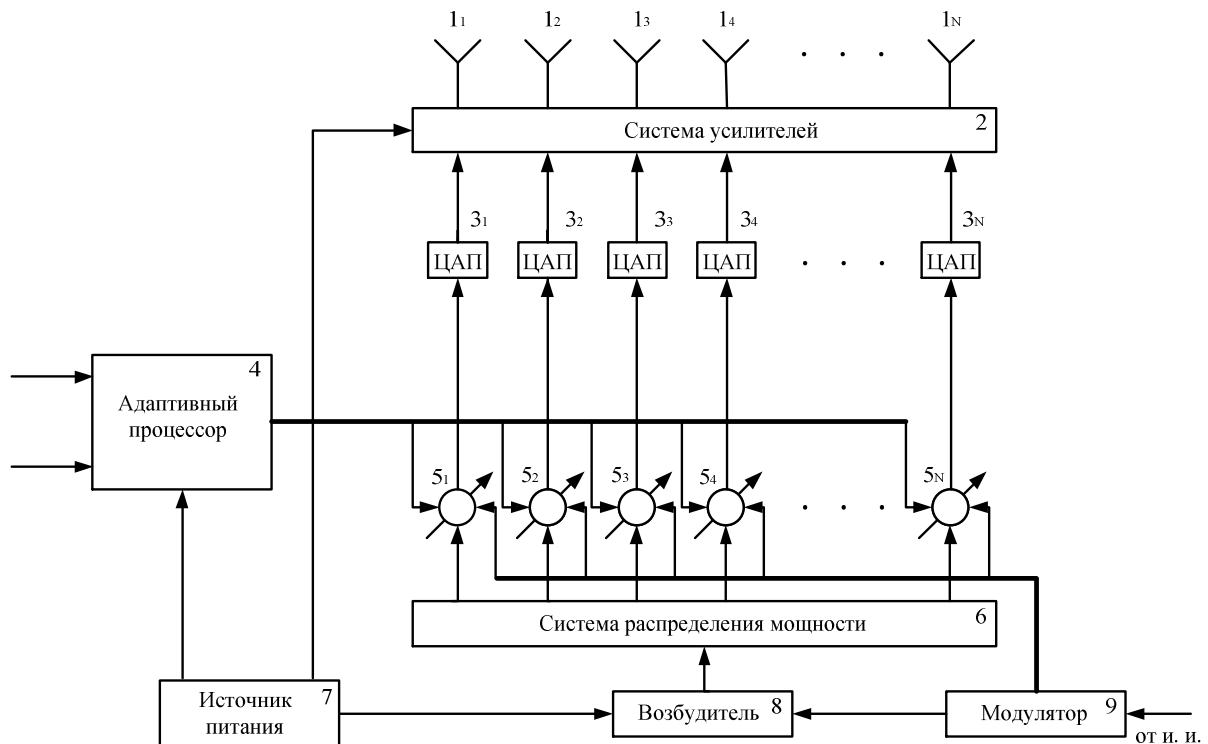 1₁ 1₂ 1₃ 1₄ . . . 1N
2
Система усилителей
3₁ 3₂ 3₃ 3₄ 3N
ЦАП ЦАП ЦАП ЦАП . . . ЦАП
4
Адаптивный
процессор
5₁ 5₂ 5₃ 5₄ . . . 5N
Система распределения мощности 6
Источник 7
питания
Возбудитель 8
Модулятор 9
от и. и.